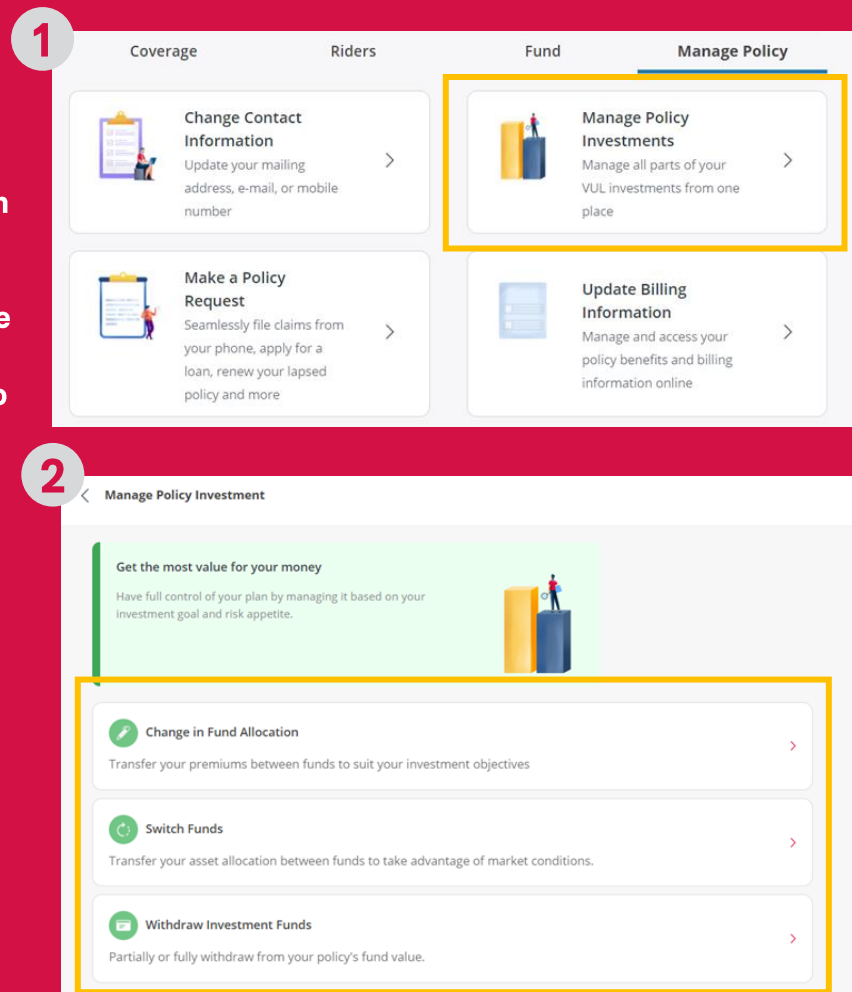 1
Coverage Riders Fund Manage Policy
Change Contact
Information
Update your mailing
address, e-mail, or mobile
number
Manage Policy
Investments
Manage all parts of your
VUL investments from one
place
Make a Policy
Request
Seamlessly file claims from
your phone, apply for a
loan, renew your lapsed
policy and more
Update Billing
Information
Manage and access your
policy benefits and billing
information online
2
Manage Policy Investment
Get the most value for your money
Have full control of your plan by managing it based on your
investment goal and risk appetite.
Change in Fund Allocation
Transfer your premiums between funds to suit your investment objectives
Switch Funds
Transfer your asset allocation between funds to take advantage of market conditions.
Withdraw Investment Funds
Partially or fully withdraw from your policy's fund value.